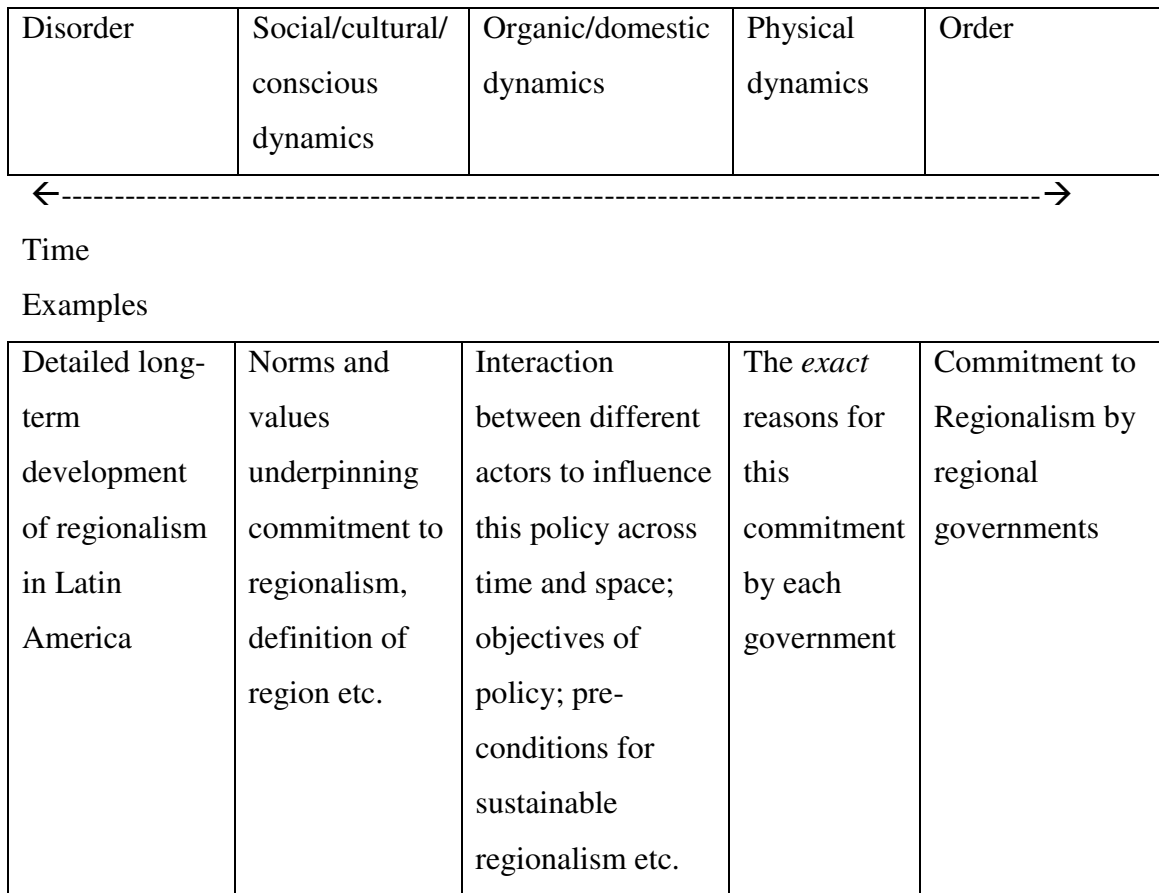 Disorder
Social/cultural/
conscious
dynamics
Organic/domestic
dynamics
Physical
dynamics
Order
←---------------------------------------------------------------------------------------------→
Time
Examples
Detailed long-
term
development
of regionalism
in Latin
America
Norms and
values
underpinning
commitment to
regionalism,
definition of
region etc.
Interaction
between different
actors to influence
this policy across
time and space;
objectives of
policy; pre-
conditions for
sustainable
regionalism etc.
The exact
reasons for
this
commitment
by each
government
Commitment to
Regionalism by
regional
governments